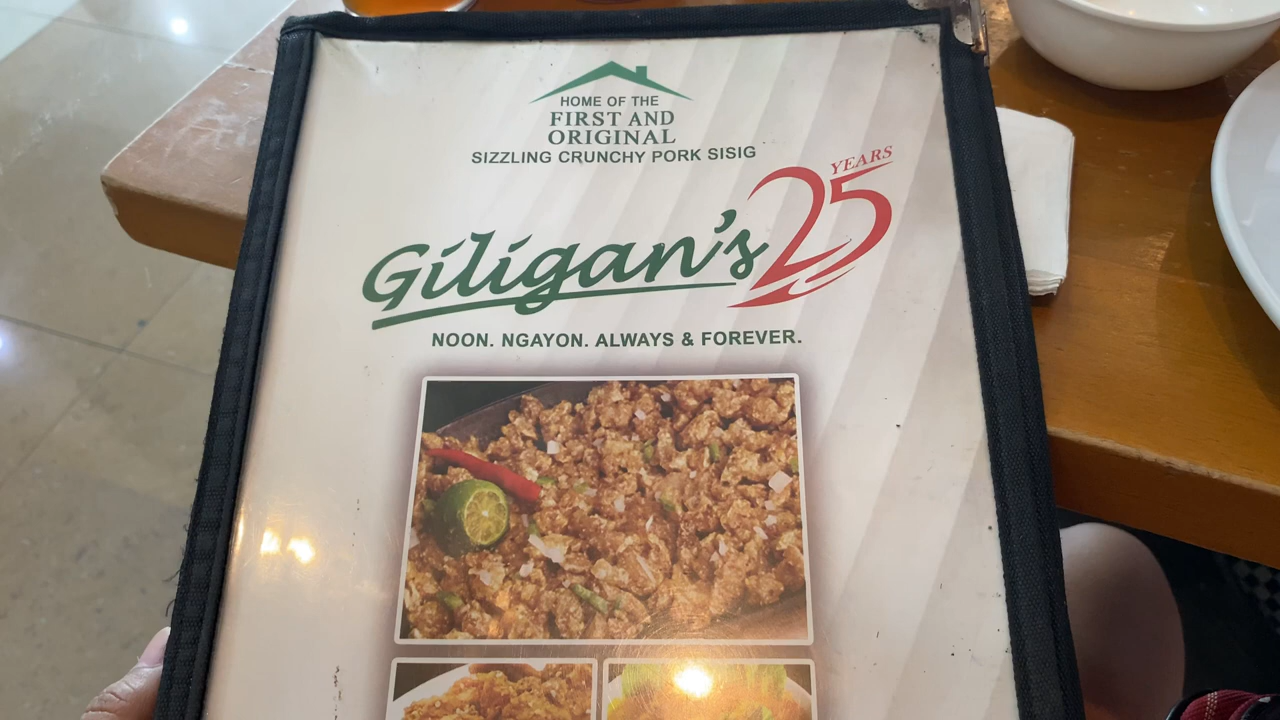 HOME OF THE
FIRST AND
ORIGINAL
SIZZLING CRUNCHY PORK SISIG
Giligan's 25 YEARS
NOON. NGAYON. ALWAYS & FOREVER.